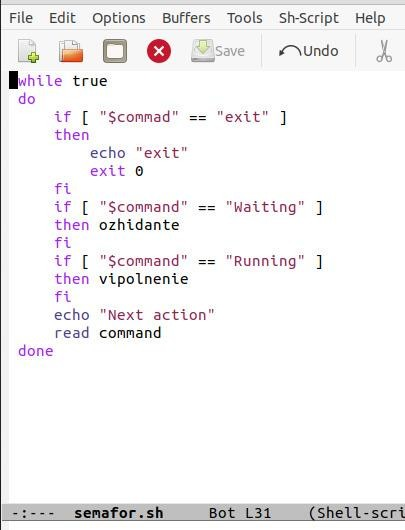 File Edit Options Buffers Tools Sh-Script Help
Save Undo
while true
do
    if [ "$commad" == "exit" ]
    then
        echo "exit"
        exit 0
    fi
    if [ "$command" == "Waiting" ]
    then ozhidante
    fi
    if [ "$command" == "Running" ]
    then vipolnenie
    fi
    echo "Next action"
    read command
done
-:--- semafor.sh Bot L31 (Shell-scri